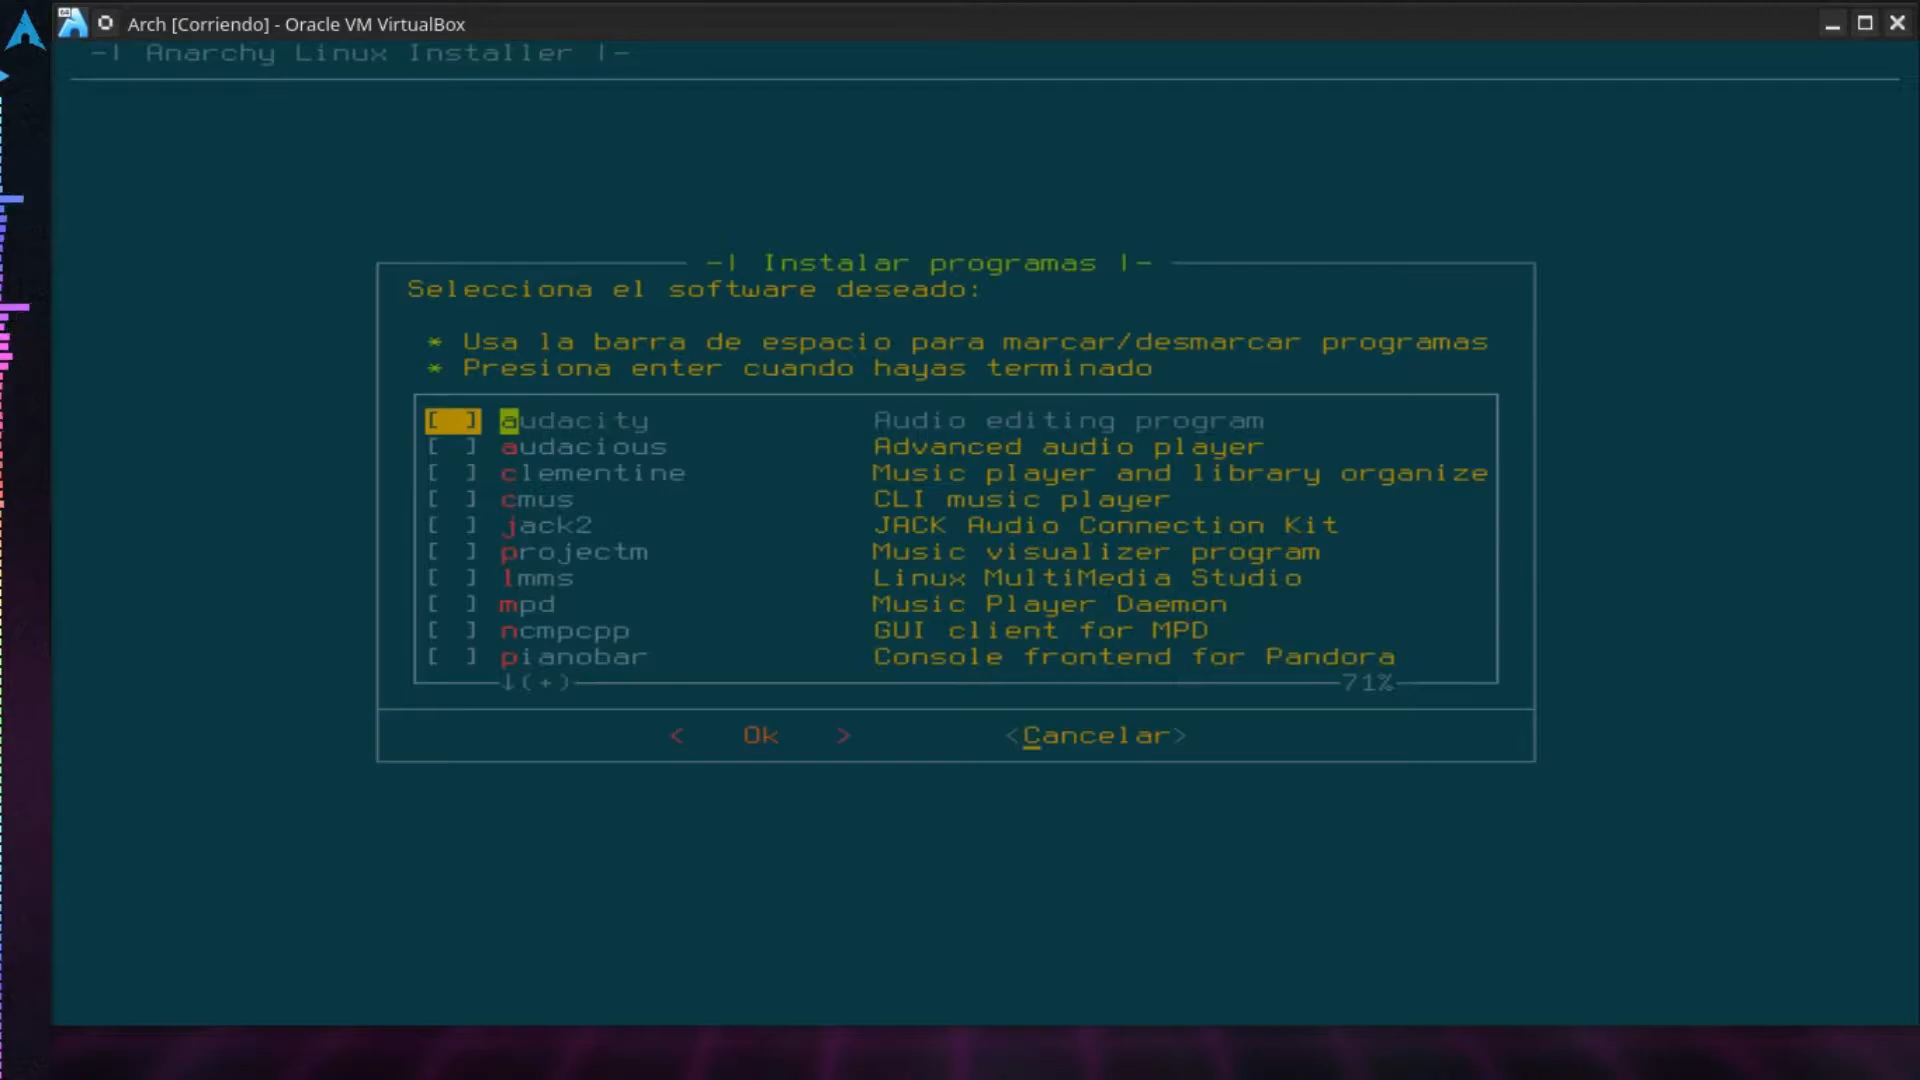 64
Arch [Corriendo] - Oracle VM VirtualBox
-| Anarchy Linux Installer |-
-| Instalar programas |-
Selecciona el software deseado:
* Usa la barra de espacio para marcar/desmarcar programas
* Presiona enter cuando hayas terminado
[ ] audacity Audio editing program
[ ] audacious Advanced audio player
[ ] clementine Music player and library organize
[ ] cmus CLI music player
[ ] jack2 JACK Audio Connection Kit
[ ] projectm Music visualizer program
[ ] lmms Linux MultiMedia Studio
[ ] mpd Music Player Daemon
[ ] ncmpcpp GUI client for MPD
[ ] pianobar Console frontend for Pandora
↓(+) 71%
< Ok > <Cancelar>